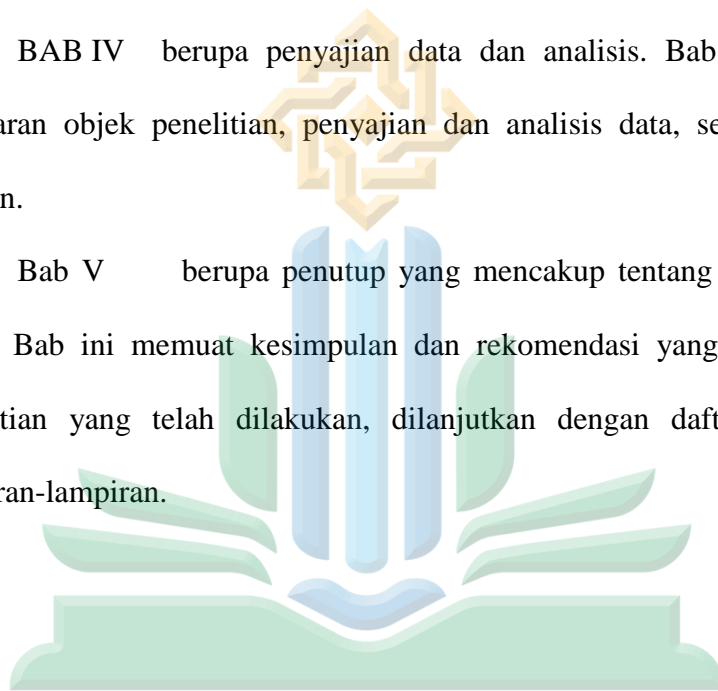 BAB IV berupa penyajian data dan analisis. Bab
aran objek penelitian, penyajian dan analisis data, se
n.
Bab V berupa penutup yang mencakup tentang
Bab ini memuat kesimpulan dan rekomendasi yang
tian yang telah dilakukan, dilanjutkan dengan daft
ran-lampiran.